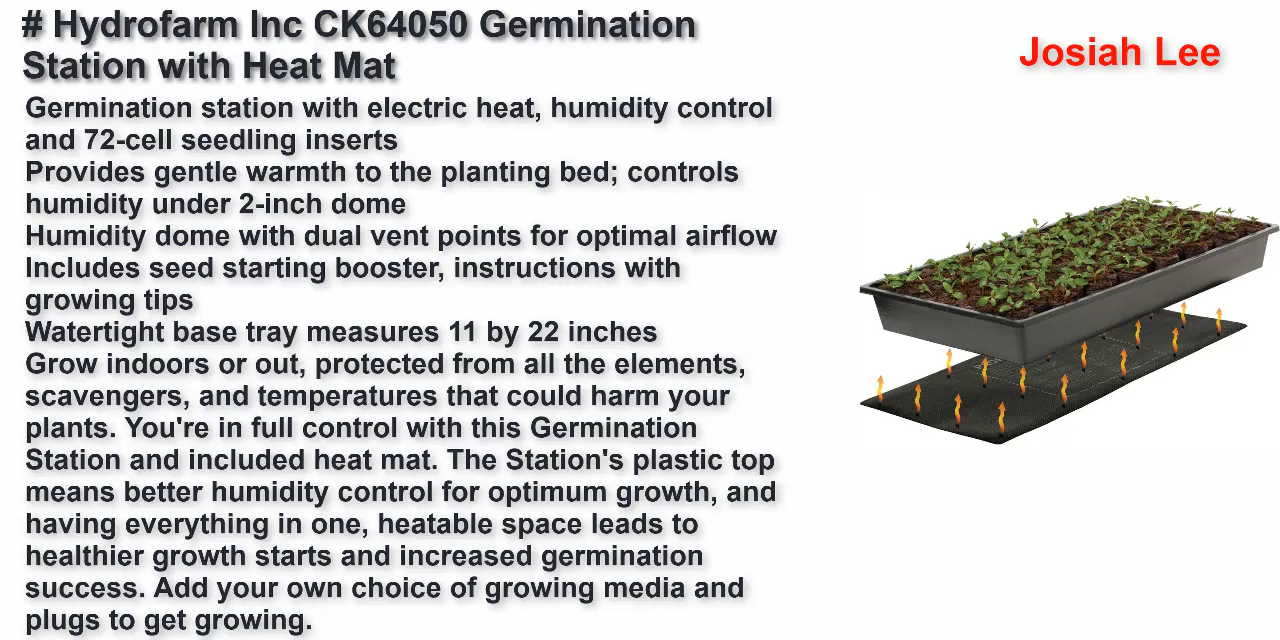 # Hydrofarm Inc CK64050 Germination
Station with Heat Mat
Josiah Lee
Germination station with electric heat, humidity control
and 72-cell seedling inserts
Provides gentle warmth to the planting bed; controls
humidity under 2-inch dome
Humidity dome with dual vent points for optimal airflow
Includes seed starting booster, instructions with
growing tips
Watertight base tray measures 11 by 22 inches
Grow indoors or out, protected from all the elements,
scavengers, and temperatures that could harm your
plants. You're in full control with this Germination
Station and included heat mat. The Station's plastic top
means better humidity control for optimum growth, and
having everything in one, heatable space leads to
healthier growth starts and increased germination
success. Add your own choice of growing media and
plugs to get growing.